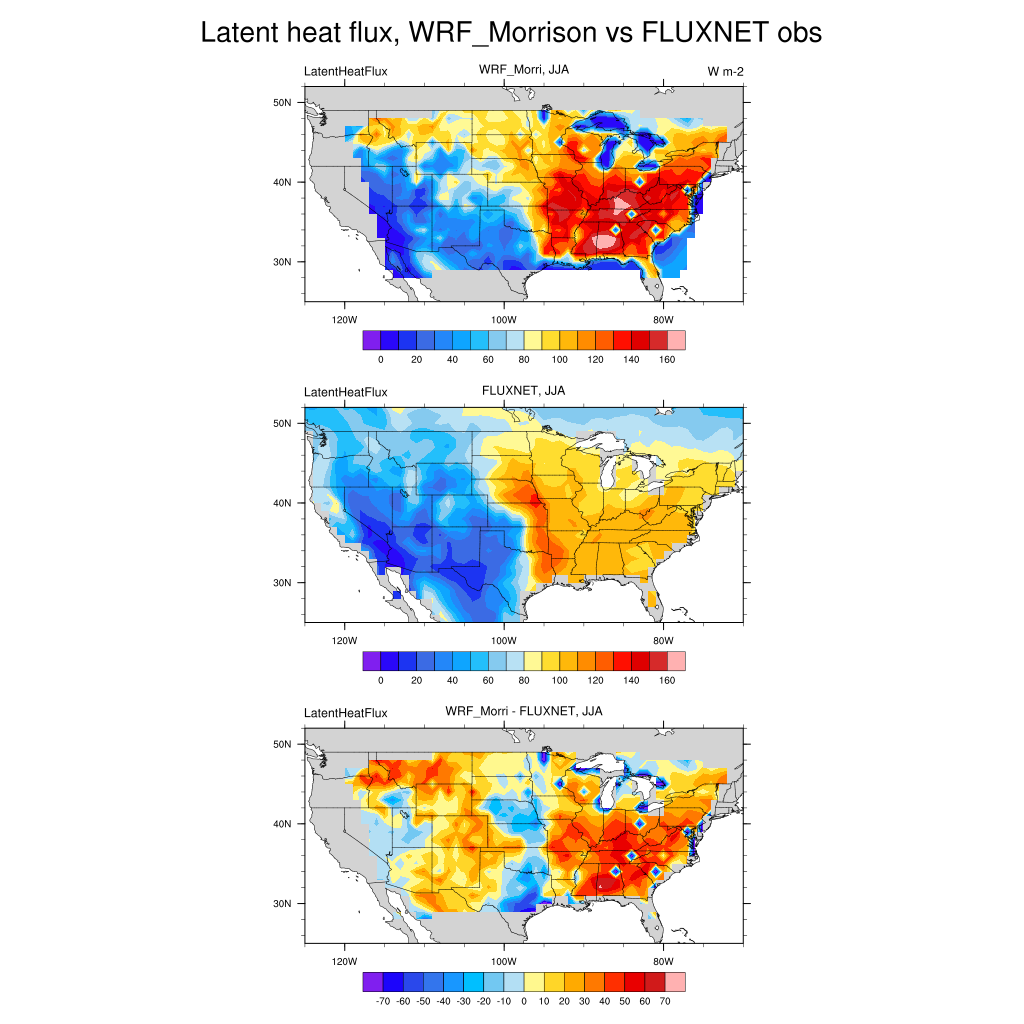 Latent heat flux, WRF_Morrison vs FLUXNET obs
LatentHeatFlux WRF_Morri, JJA W m-2
50N
40N
30N
120W 100W 80W
0 20 40 60 80 100 120 140 160
LatentHeatFlux FLUXNET, JJA
50N
40N
30N
120W 100W 80W
0 20 40 60 80 100 120 140 160
LatentHeatFlux WRF_Morri - FLUXNET, JJA
50N
40N
30N
120W 100W 80W
-70 -60 -50 -40 -30 -20 -10 0 10 20 30 40 50 60 70